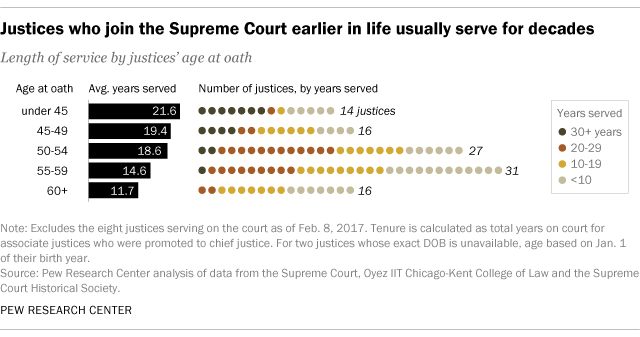 Justices who join the Supreme Court earlier in life usually serve for decades
Length of service by justices' age at oath
Age at oath Avg. years served Number of justices, by years served
under 45 21.6 14 justices
45-49 19.4 16
50-54 18.6 27
55-59 14.6 31
60+ 11.7 16
Years served
30+ years
20-29
10-19
<10
Note: Excludes the eight justices serving on the court as of Feb. 8, 2017. Tenure is calculated as total years on court for
associate justices who were promoted to chief justice. For two justices whose exact DOB is unavailable, age based on Jan. 1
of their birth year.
Source: Pew Research Center analysis of data from the Supreme Court, Oyez IIT Chicago-Kent College of Law and the Supreme
Court Historical Society.
PEW RESEARCH CENTER